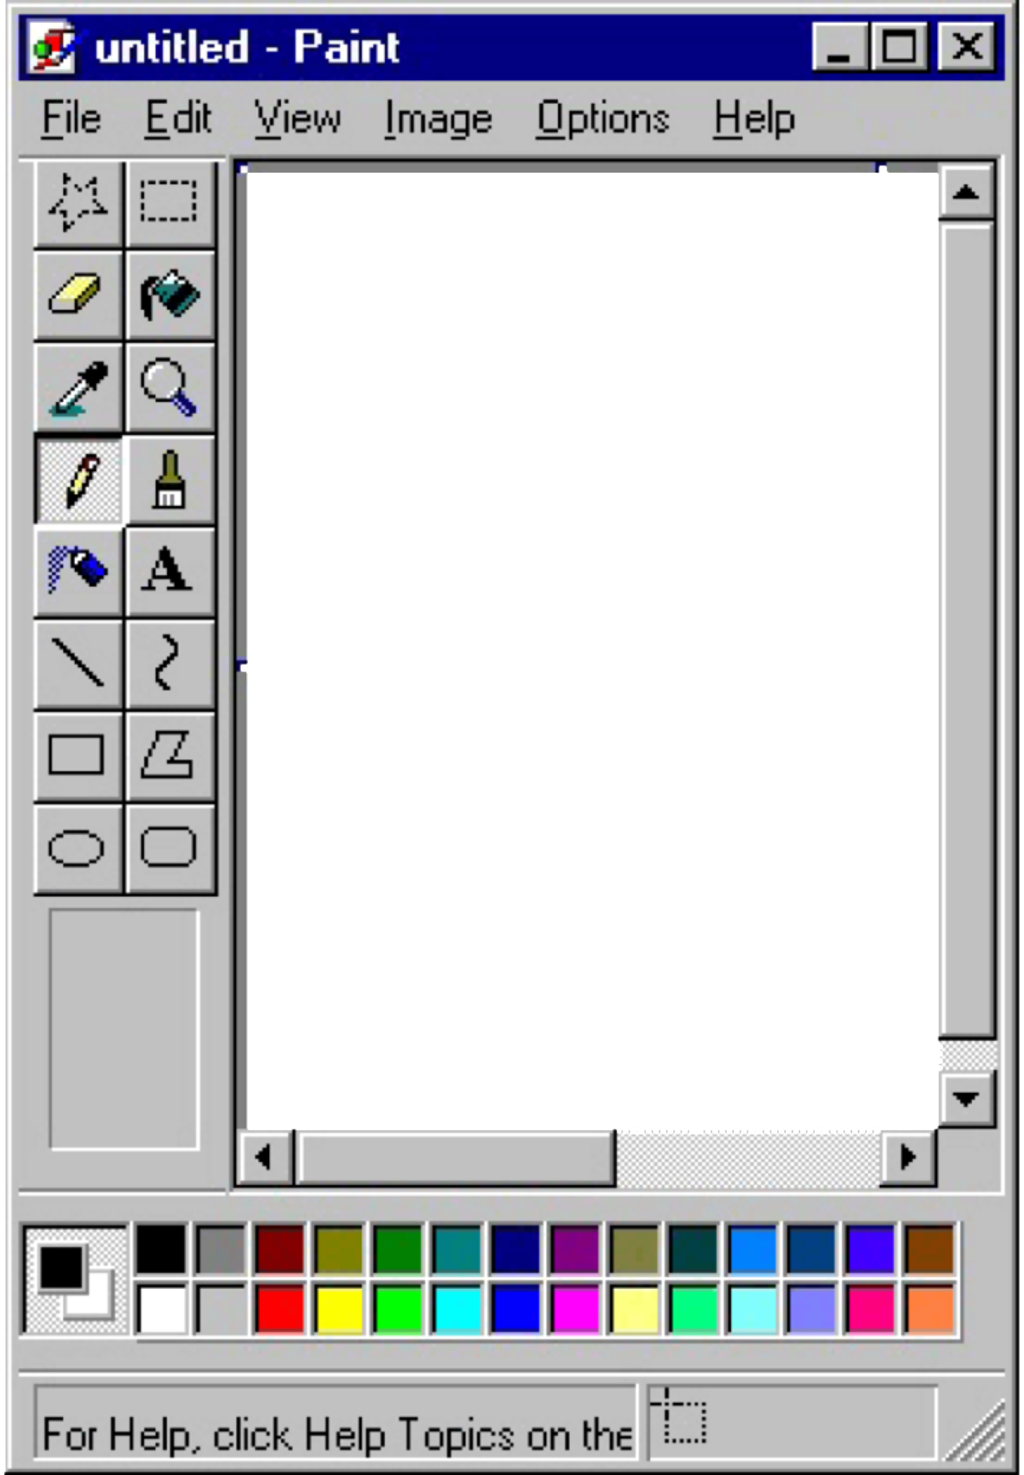 untitled - Paint
File Edit View Image Options Help
A
For Help, click Help Topics on the